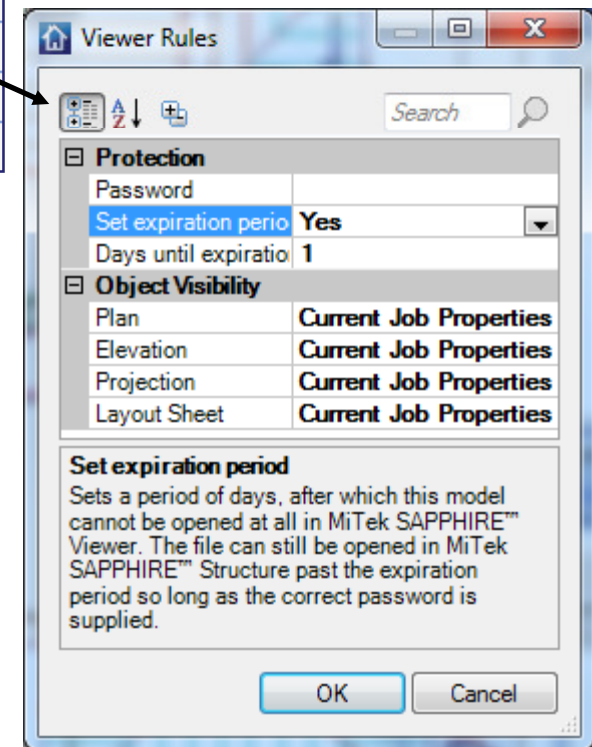 Viewer Rules
A Z Search
Protection
Password
Set expiration perio Yes
Days until expiratio 1
Object Visibility
Plan Current Job Properties
Elevation Current Job Properties
Projection Current Job Properties
Layout Sheet Current Job Properties
Set expiration period
Sets a period of days, after which this model
cannot be opened at all in MiTek SAPPHIRE™
Viewer. The file can still be opened in MiTek
SAPPHIRE™ Structure past the expiration
period so long as the correct password is
supplied.
OK Cancel